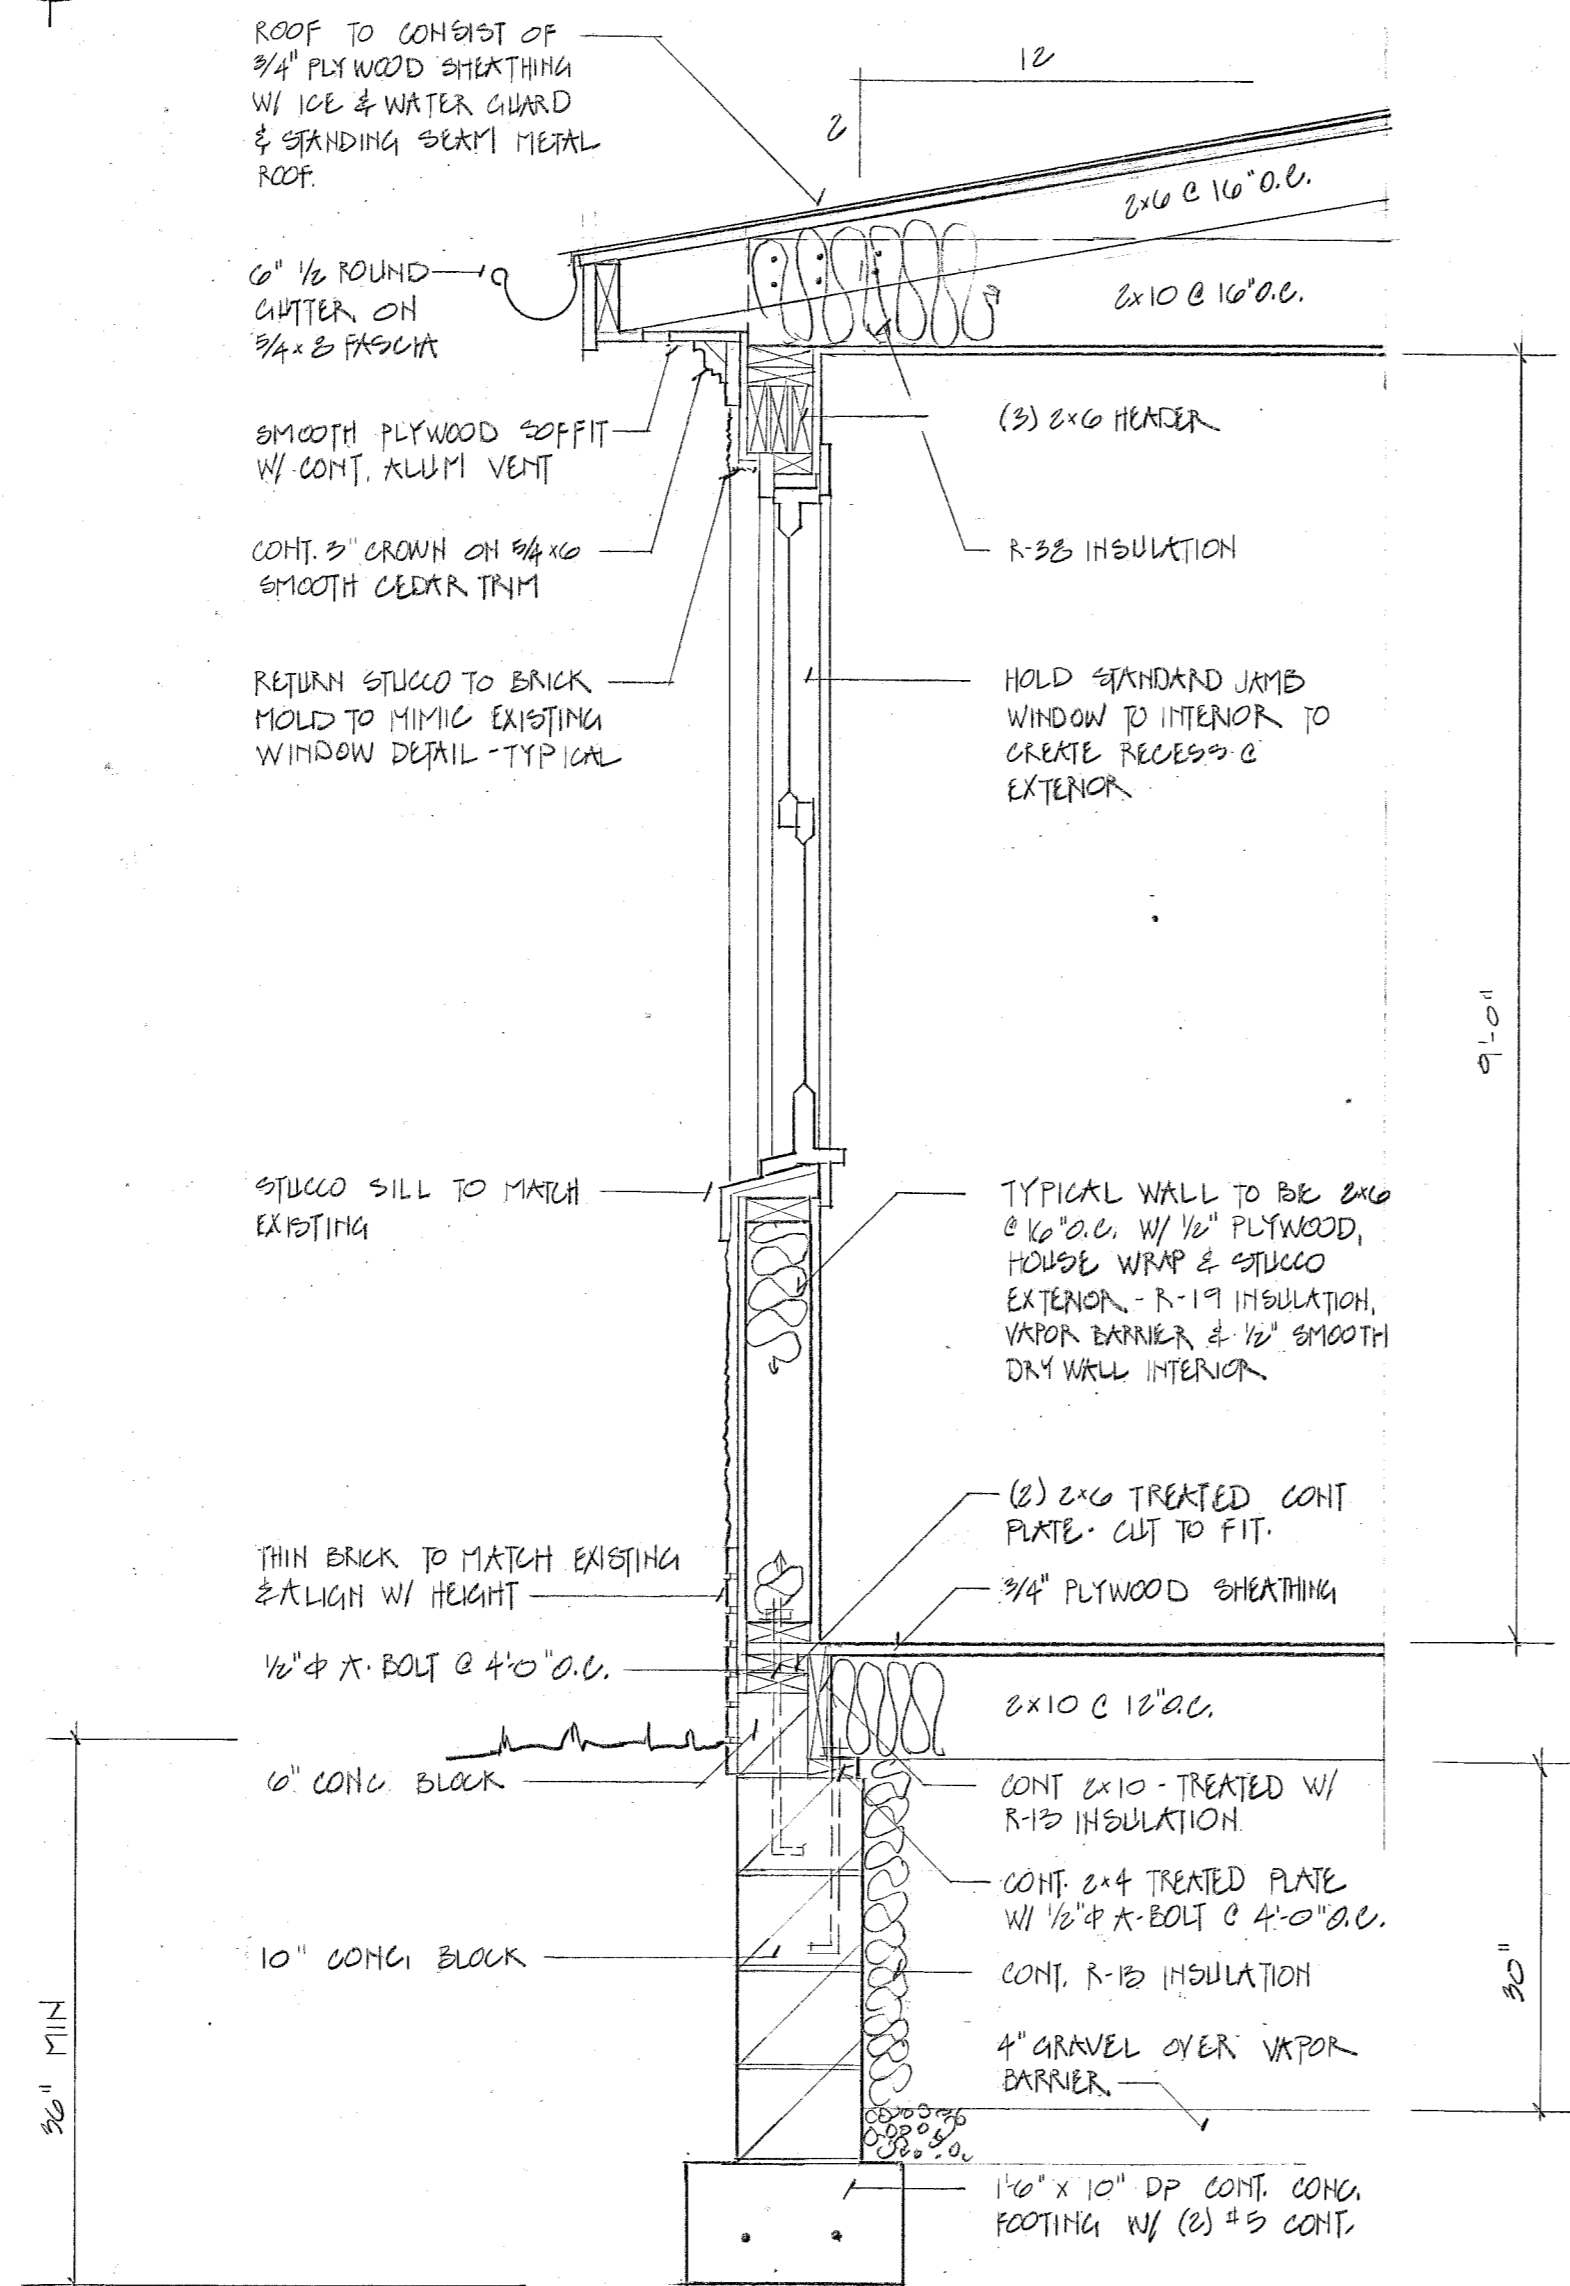 ROOF TO CONSIST OF
3/4" PLYWOOD SHEATHING
W/ ICE & WATER GUARD
& STANDING SEAM METAL
ROOF.
12
2
2x6 @ 16" O.C.
2x10 @ 16" O.C.
6" 1/2 ROUND
GUTTER ON
5/4 x 8 FASCIA
SMOOTH PLYWOOD SOFFIT
W/ CONT. ALUM VENT
CONT. 3" CROWN ON 5/4 x6
SMOOTH CEDAR TRIM
RETURN STUCCO TO BRICK
MOLD TO MIMIC EXISTING
WINDOW DETAIL - TYPICAL
(3) 2x6 HEADER
R-38 INSULATION
HOLD STANDARD JAMB
WINDOW TO INTERIOR TO
CREATE RECESS @
EXTERIOR
9'-0"
STUCCO SILL TO MATCH
EXISTING
TYPICAL WALL TO BE 2x6
@ 16" O.C. W/ 1/2" PLYWOOD,
HOUSE WRAP & STUCCO
EXTERIOR - R-19 INSULATION,
VAPOR BARRIER & 1/2" SMOOTH
DRY WALL INTERIOR
(2) 2x6 TREATED CONT
PLATE. CUT TO FIT.
3/4" PLYWOOD SHEATHING
THIN BRICK TO MATCH EXISTING
& ALIGN W/ HEIGHT
1/2" Φ A. BOLT @ 4'-0" O.C.
6" CONC. BLOCK
10" CONC. BLOCK
2x10 @ 12" O.C.
CONT 2x10 - TREATED W/
R-13 INSULATION
CONT. 2x4 TREATED PLATE
W/ 1/2" Φ A-BOLT @ 4'-0" O.C.
CONT. R-13 INSULATION
4" GRAVEL OVER VAPOR
BARRIER
1'6" x 10" DP CONT. CONC.
FOOTING W/ (2) #5 CONT.
36" MIN
30"